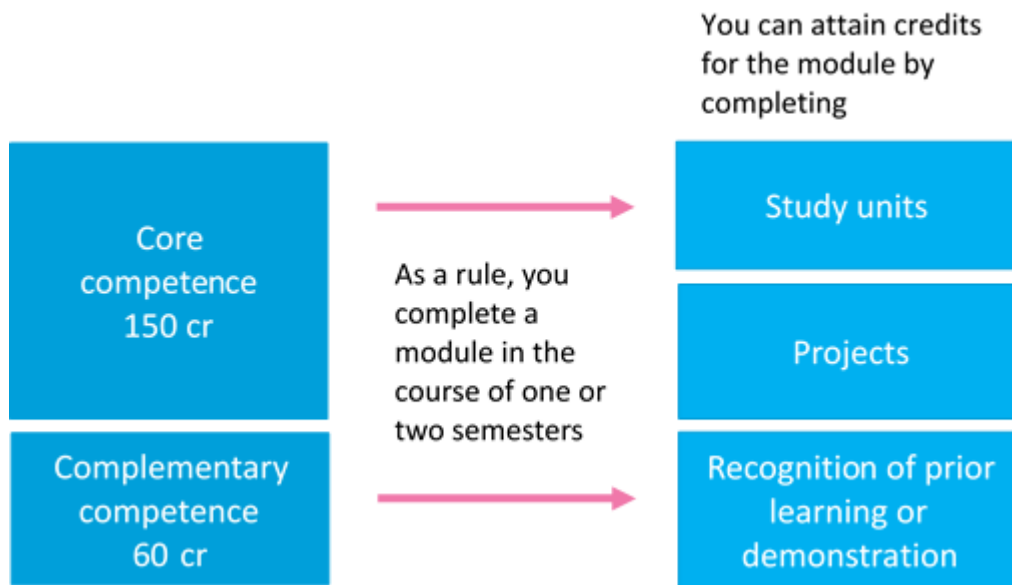 You can attain credits
for the module by
completing
Core
competence
150 cr
Complementary
competence
60 cr
As a rule, you
complete a
module in the
course of one or
two semesters
Study units
Projects
Recognition of prior
learning or
demonstration